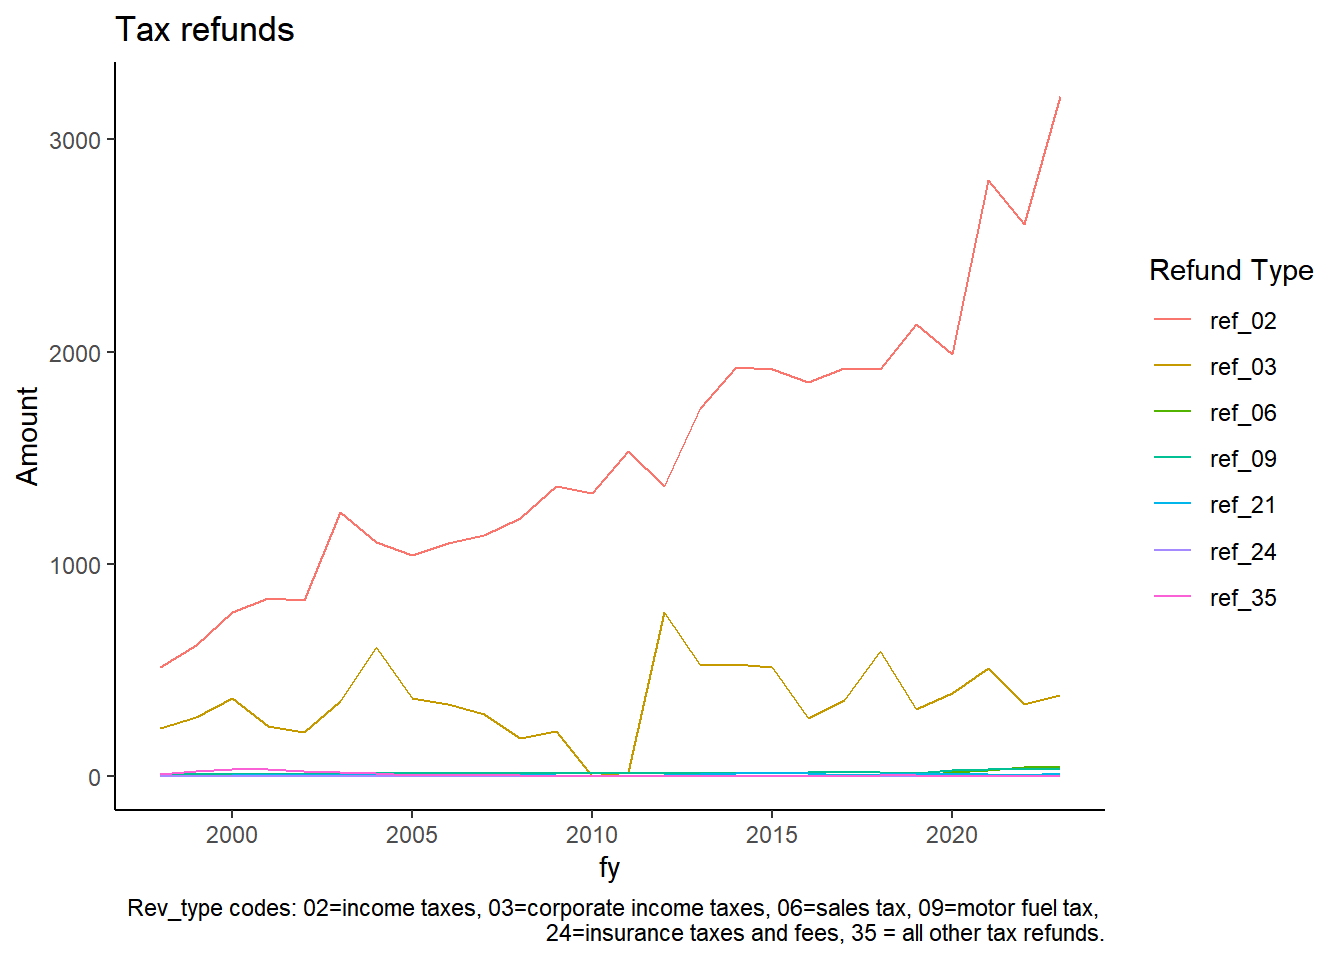 Tax refunds
3000
2000
1000
0
Amount
2000
2005
2010
2015
2020
fy
Refund Type
ref_02
ref_03
ref_06
ref_09
ref_21
ref_24
ref_35
Rev_type codes: 02=income taxes, 03=corporate income taxes, 06=sales tax, 09=motor fuel tax,
24=insurance taxes and fees, 35 = all other tax refunds.